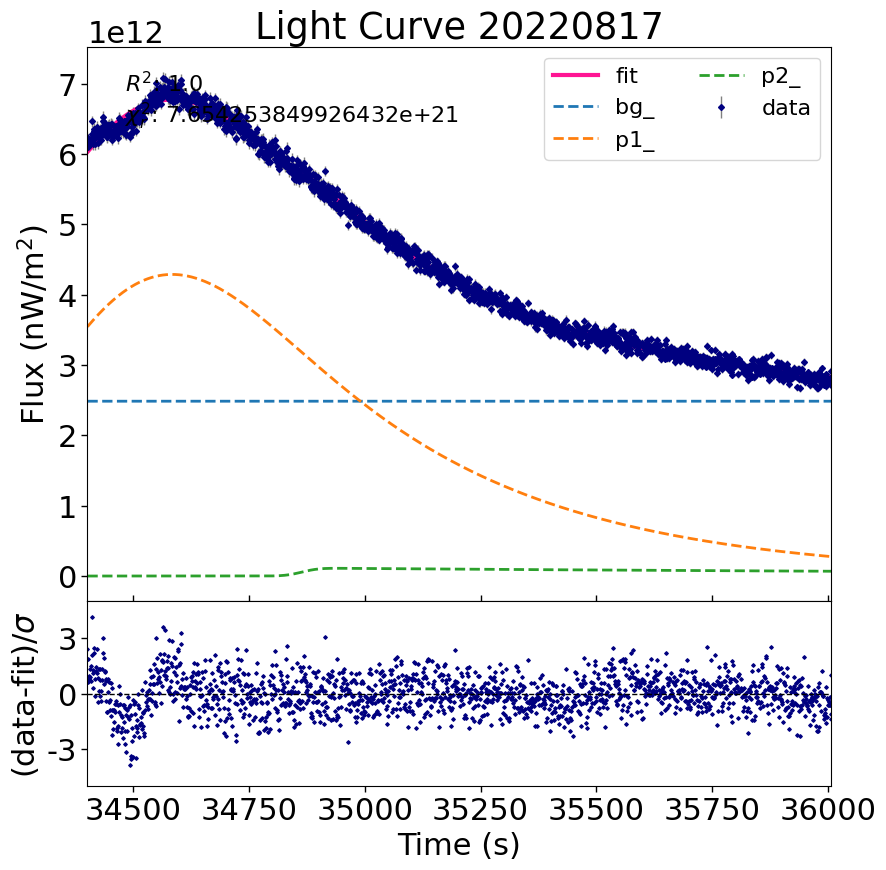 Light Curve 20220817
1e12
R²: 1.0
χ²: 7.654253849926432e+21
fit
bg_
p1_
p2_
data
7
6
5
4
3
2
1
0
Flux (nW/m²)
3
0
-3
(data-fit)/σ
34500 34750 35000 35250 35500 35750 36000
Time (s)